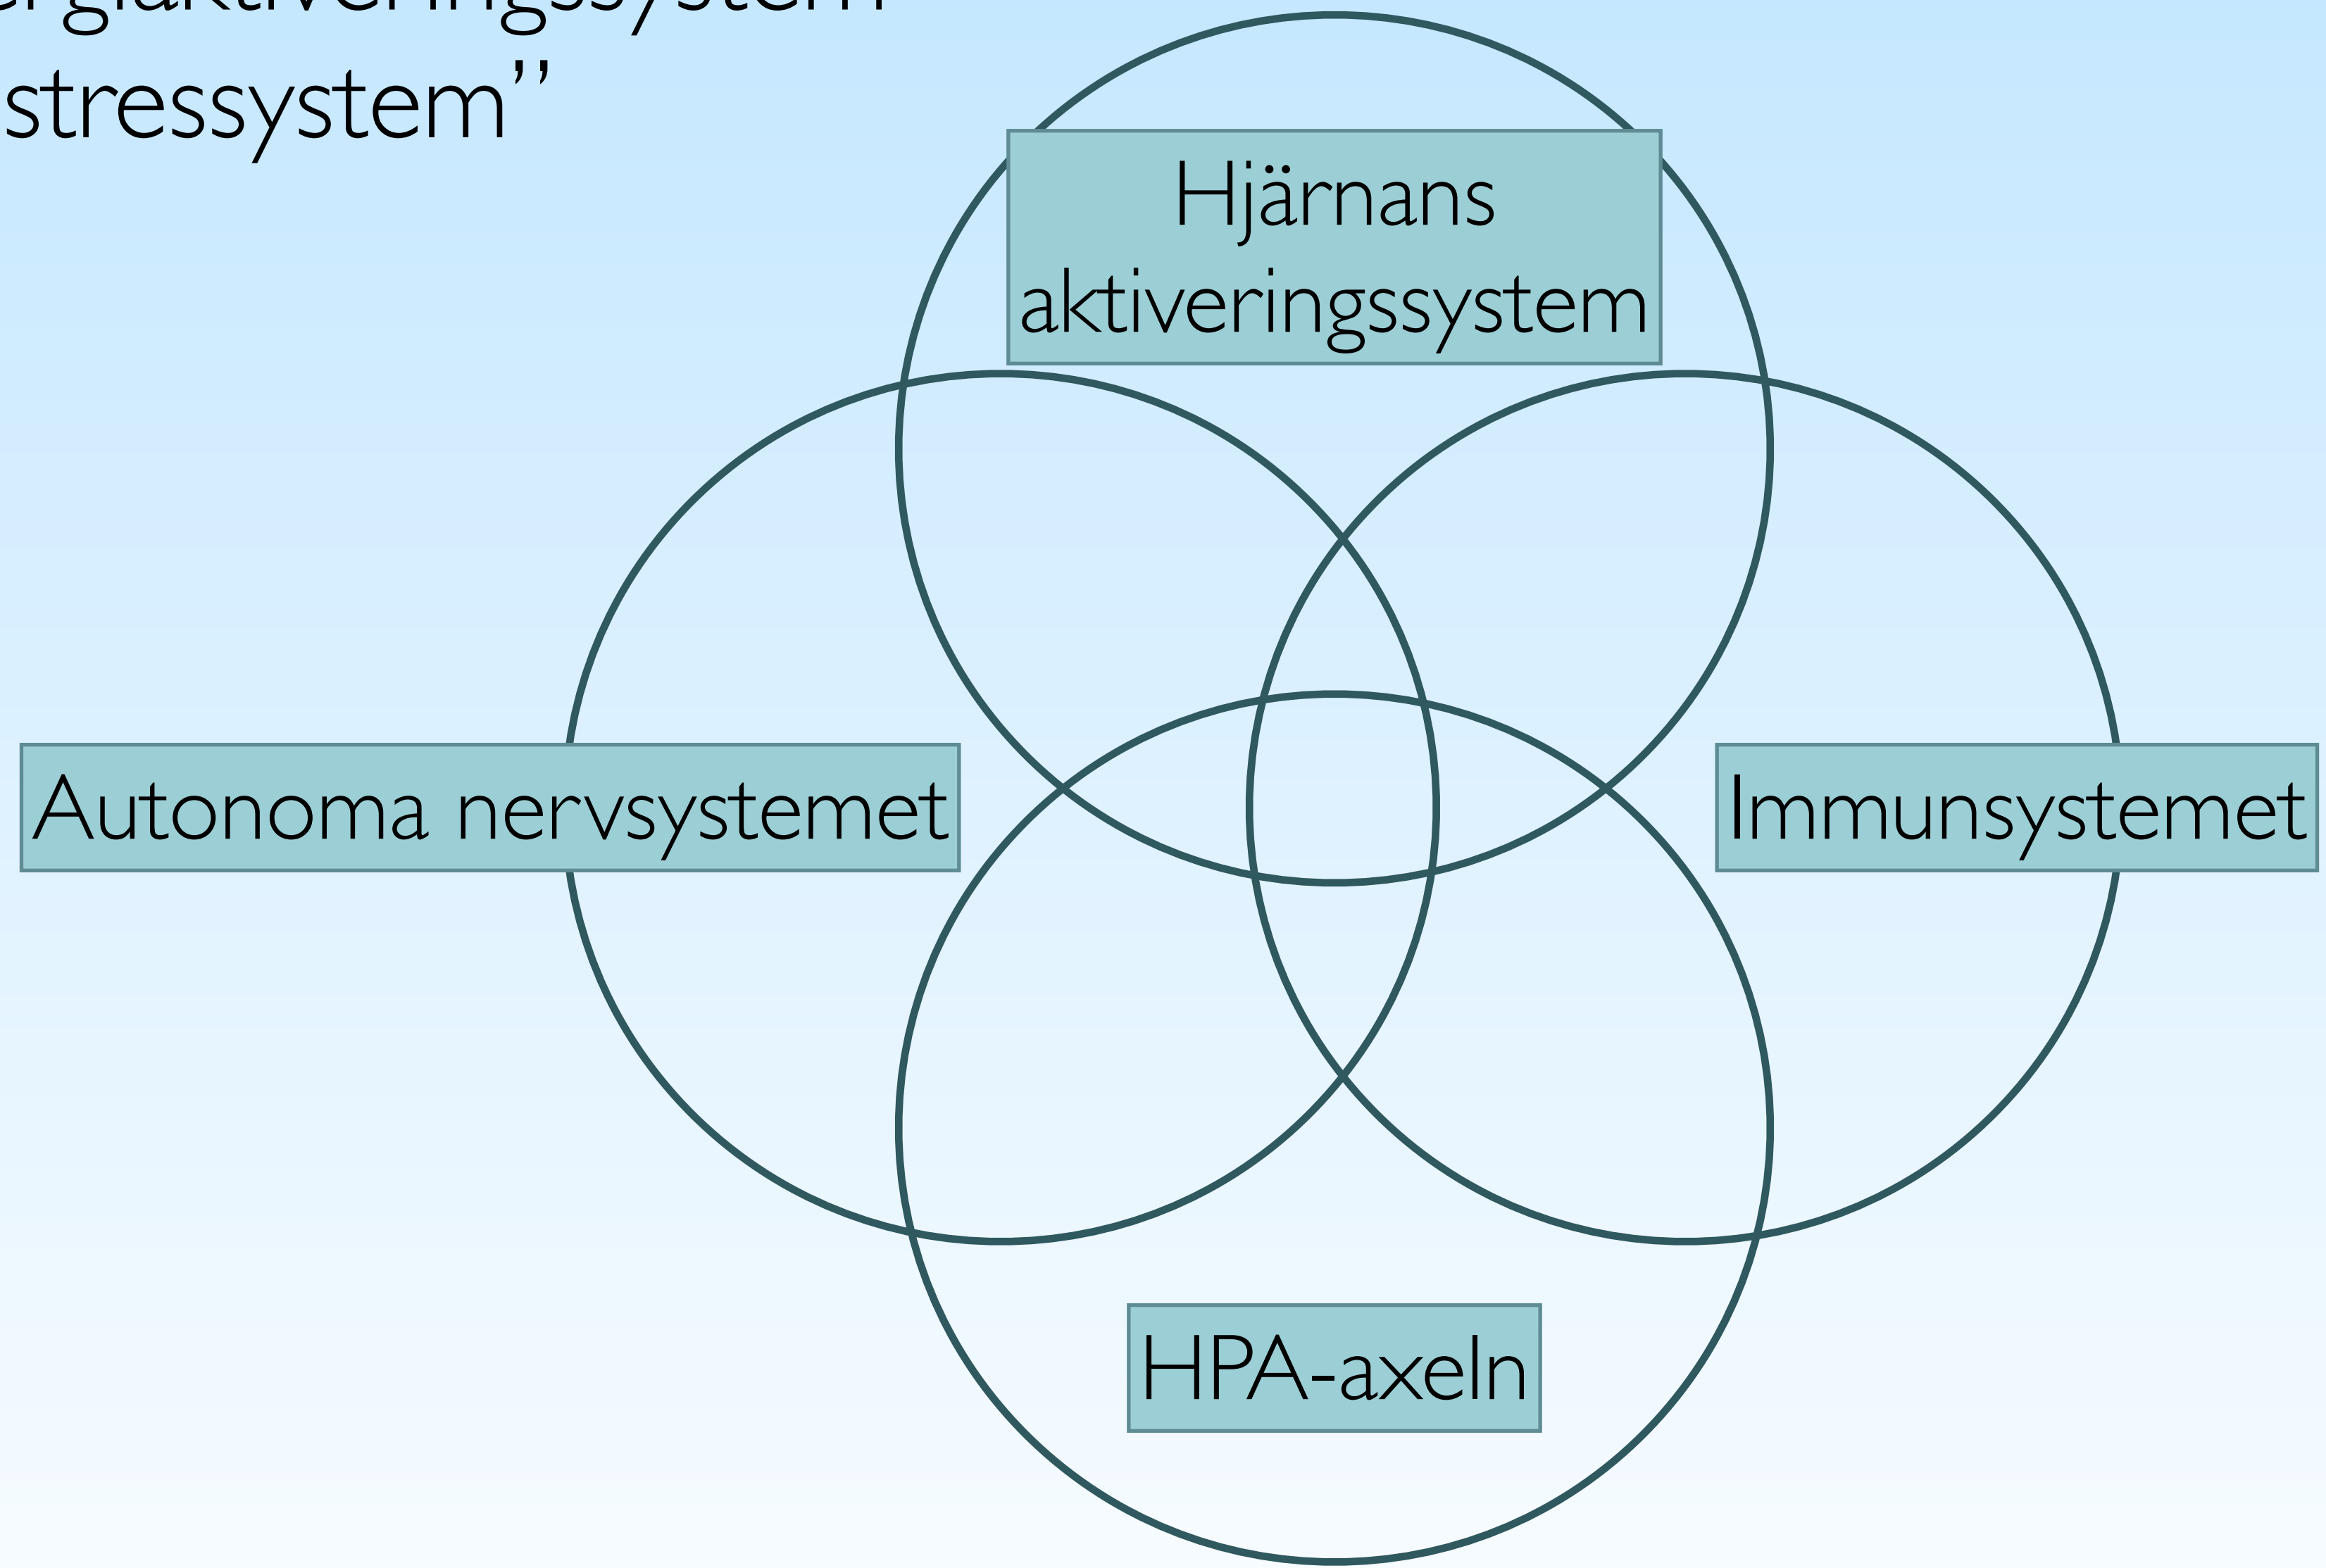 stressystem”
Hjärnans
aktiveringssystem
Autonoma nervsystemet
Immunsystemet
HPA-axeln